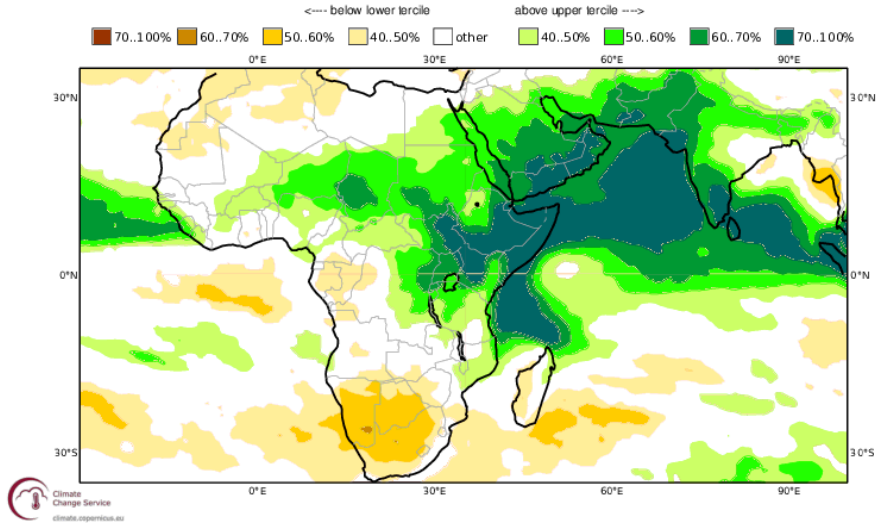 <---- below lower tercile above upper tercile ---->
70..100% 60..70% 50..60% 40..50% other 40..50% 50..60% 60..70% 70..100%
0°E 30°E 60°E 90°E
30°N 30°N
0°N 0°N
30°S 30°S
0°E 30°E 60°E 90°E
Climate
Change Service
climate.copernicus.eu